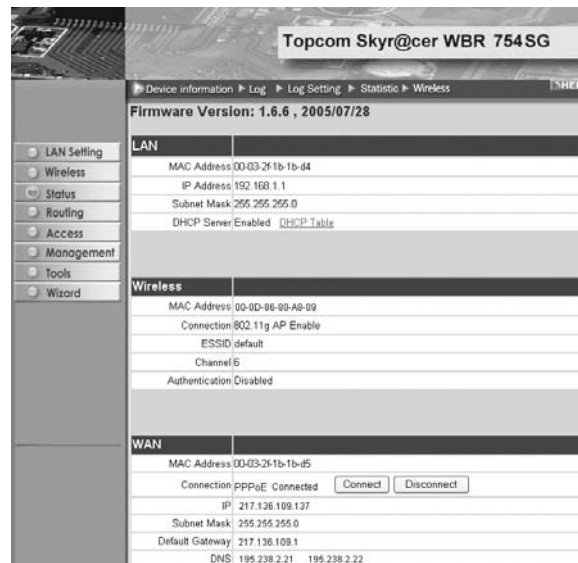 Topcom Skyr@cer WBR 754SG
Device information Log Log Setting Statistic Wireless
Firmware Version: 1.6.6 , 2005/07/28
LAN Setting
Wireless
Status
Routing
Access
Management
Tools
Wizard
LAN
MAC Address 00-03-2f-1b-1b-d4
IP Address 192.168.1.1
Subnet Mask 255.255.255.0
DHCP Server Enabled DHCP Table
Wireless
MAC Address 00-0D-86-80-A8-09
Connection 802.11g AP Enable
ESSID default
Channel 6
Authentication Disabled
WAN
MAC Address 00-03-2f-1b-1b-d5
Connection PPPoE Connected Connect Disconnect
IP 217.136.109.137
Subnet Mask 255.255.255.0
Default Gateway 217.136.109.1
DNS 195.238.2.21 195.238.2.22